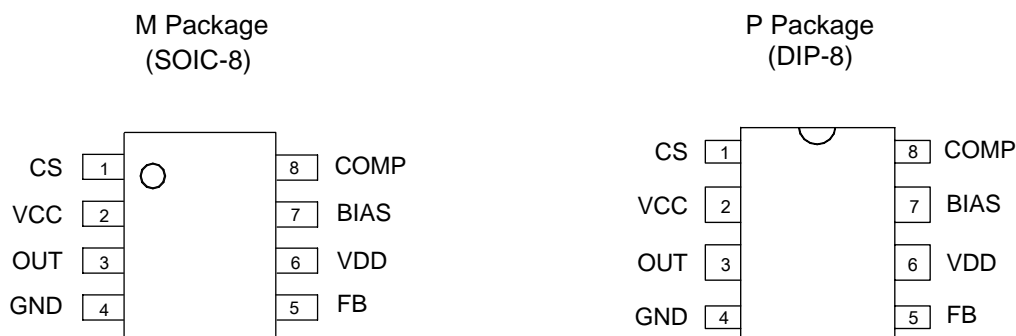 M Package
(SOIC-8)
CS 1 8 COMP
VCC 2 7 BIAS
OUT 3 6 VDD
GND 4 5 FB
P Package
(DIP-8)
CS 1 8 COMP
VCC 2 7 BIAS
OUT 3 6 VDD
GND 4 5 FB